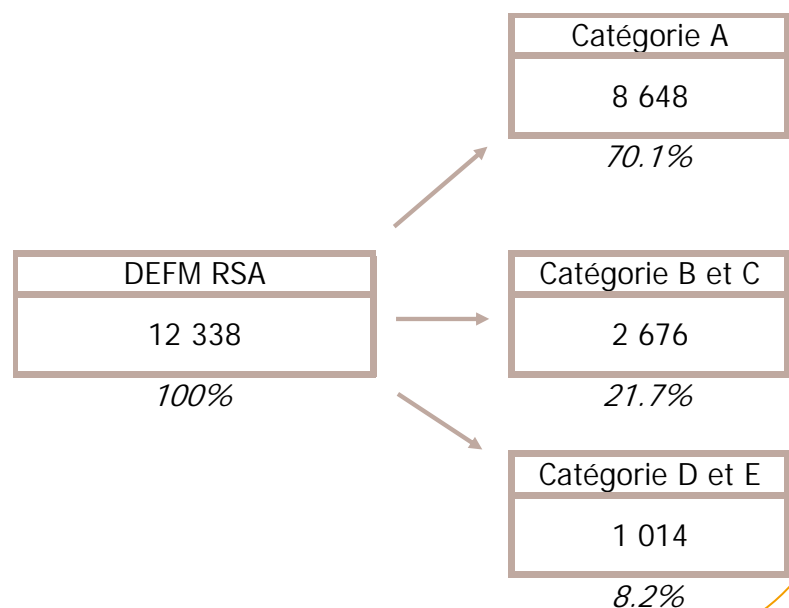 Catégorie A
8 648
70.1%
DEFM RSA
12 338
100%
Catégorie B et C
2 676
21.7%
Catégorie D et E
1 014
8.2%